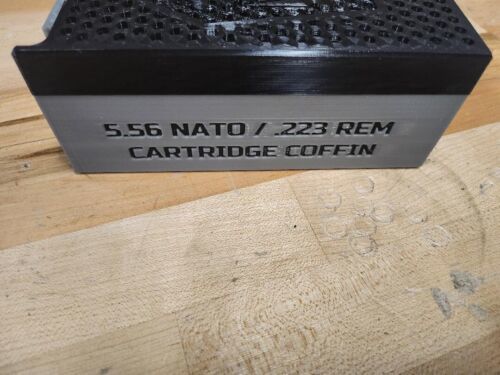 5.56 NATO / .223 REM
CARTRIDGE COFFIN